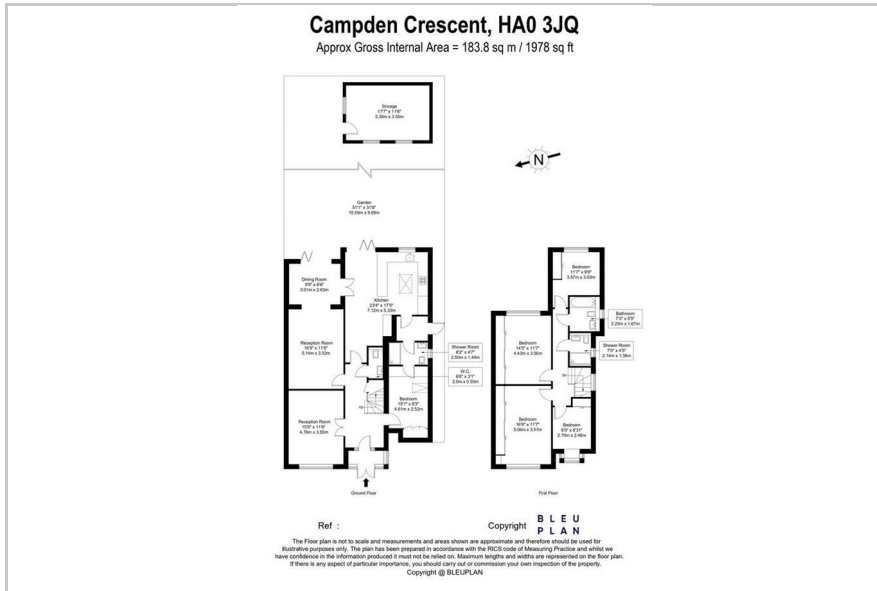 Campden Crescent, HA0 3JQ
Approx Gross Internal Area = 183.8 sq m / 1978 sq ft
Storage
17'7" x 11'6"
5.36m x 3.50m
N
Garden
51'1" x 31'8"
15.59m x 9.69m
Dining Room
9'9" x 8'8"
3.01m x 2.63m
Kitchen
23'4" x 17'5"
7.12m x 5.33m
Reception Room
16'9" x 11'6"
5.14m x 3.53m
Shower Room
8'2" x 4'7"
2.50m x 1.44m
W.C.
6'6" x 3'1"
2.0m x 0.93m
Bedroom
15'1" x 8'3"
4.61m x 2.52m
Reception Room
15'6" x 11'6"
4.76m x 3.53m
Ground Floor
Bedroom
11'7" x 9'9"
3.57m x 3.03m
Bathroom
7'3" x 5'5"
2.23m x 1.67m
Bedroom
14'5" x 11'7"
4.43m x 3.56m
Shower Room
7'0" x 4'5"
2.14m x 1.38m
Bedroom
16'6" x 11'7"
5.06m x 3.57m
Bedroom
2.70m x 2.46m
First Floor
Ref :
Copyright
BLEU
PLAN
The Floor plan is not to scale and measurements and areas shown are approximate and therefore should be used for
illustrative purposes only. The plan has been prepared in accordance with the RICS code of Measuring Practice and whilst we
have confidence in the information produced it must not be relied on. Maximum lengths and widths are represented on the floor plan.
If there is any aspect of particular importance, you should carry out or commission your own inspection of the property.
Copyright @ BLEUPLAN